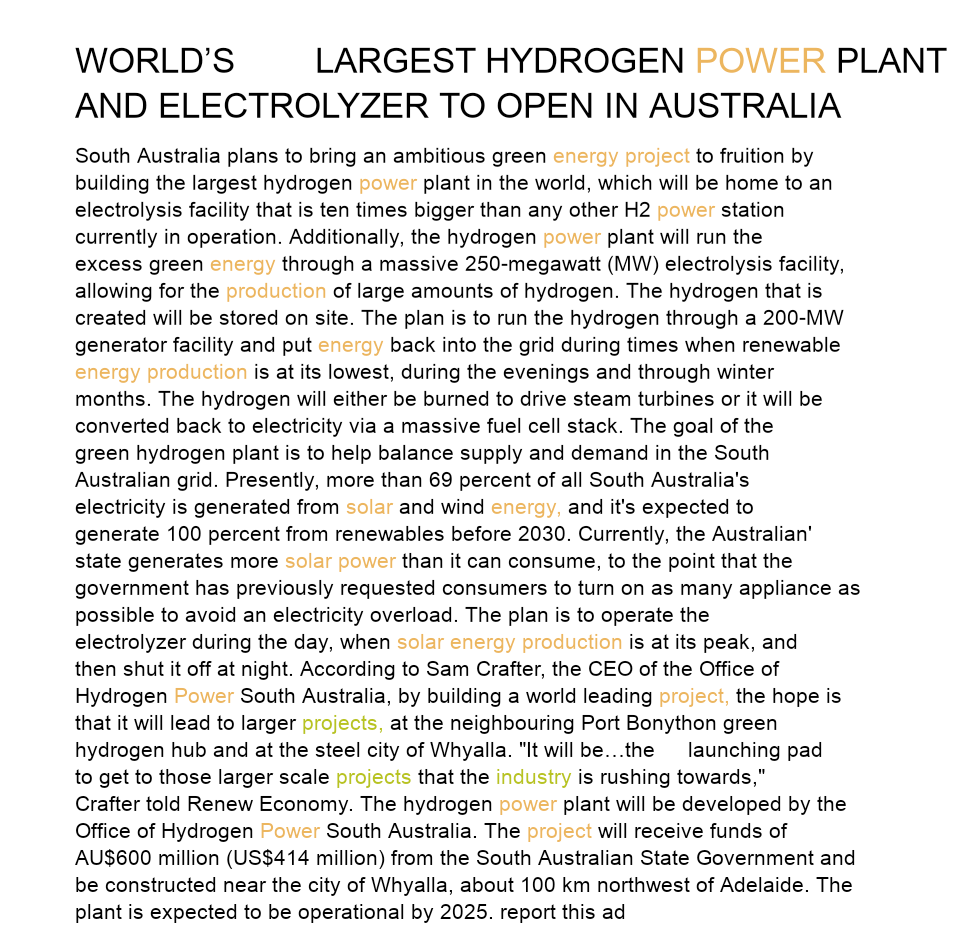 WORLD’S LARGEST HYDROGEN POWER PLANT
AND ELECTROLYZER TO OPEN IN AUSTRALIA
South Australia plans to bring an ambitious green energy project to fruition by
building the largest hydrogen power plant in the world, which will be home to an
electrolysis facility that is ten times bigger than any other H2 power station
currently in operation. Additionally, the hydrogen power plant will run the
excess green energy through a massive 250-megawatt (MW) electrolysis facility,
allowing for the production of large amounts of hydrogen. The hydrogen that is
created will be stored on site. The plan is to run the hydrogen through a 200-MW
generator facility and put energy back into the grid during times when renewable
energy production is at its lowest, during the evenings and through winter
months. The hydrogen will either be burned to drive steam turbines or it will be
converted back to electricity via a massive fuel cell stack. The goal of the
green hydrogen plant is to help balance supply and demand in the South
Australian grid. Presently, more than 69 percent of all South Australia's
electricity is generated from solar and wind energy, and it's expected to
generate 100 percent from renewables before 2030. Currently, the Australian'
state generates more solar power than it can consume, to the point that the
government has previously requested consumers to turn on as many appliance as
possible to avoid an electricity overload. The plan is to operate the
electrolyzer during the day, when solar energy production is at its peak, and
then shut it off at night. According to Sam Crafter, the CEO of the Office of
Hydrogen Power South Australia, by building a world leading project, the hope is
that it will lead to larger projects, at the neighbouring Port Bonython green
hydrogen hub and at the steel city of Whyalla. "It will be…the launching pad
to get to those larger scale projects that the industry is rushing towards,"
Crafter told Renew Economy. The hydrogen power plant will be developed by the
Office of Hydrogen Power South Australia. The project will receive funds of
AU$600 million (US$414 million) from the South Australian State Government and
be constructed near the city of Whyalla, about 100 km northwest of Adelaide. The
plant is expected to be operational by 2025. report this ad